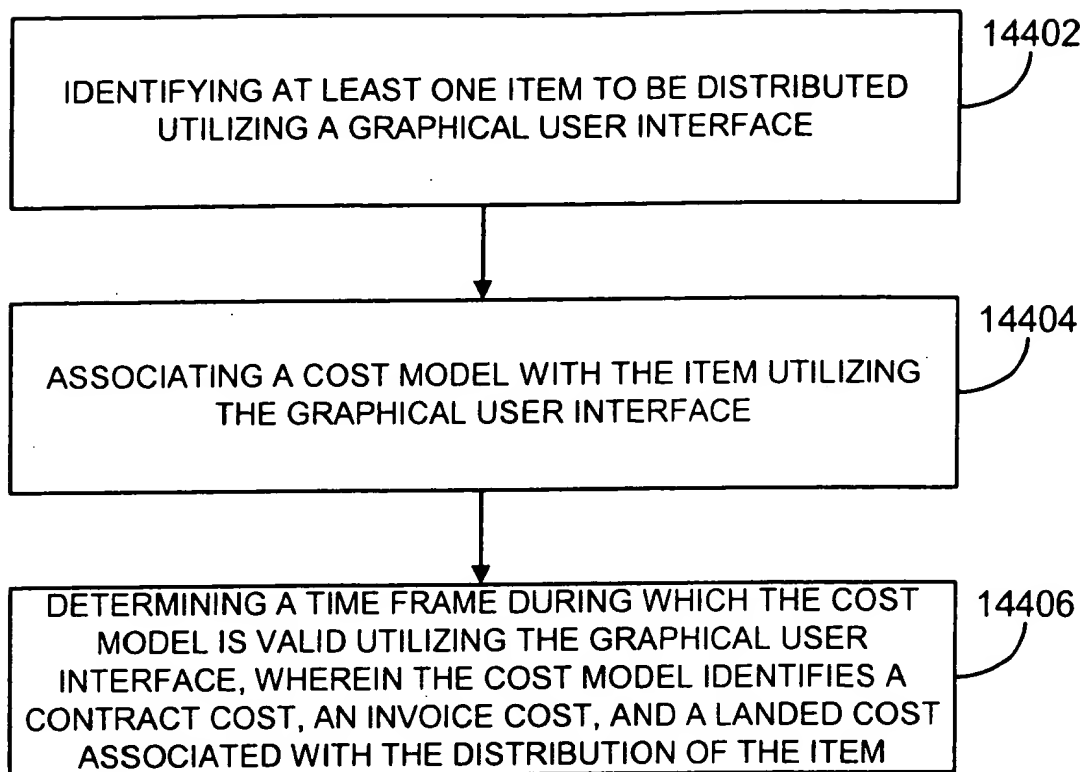 14402
IDENTIFYING AT LEAST ONE ITEM TO BE DISTRIBUTED
UTILIZING A GRAPHICAL USER INTERFACE
14404
ASSOCIATING A COST MODEL WITH THE ITEM UTILIZING
THE GRAPHICAL USER INTERFACE
14406
DETERMINING A TIME FRAME DURING WHICH THE COST
MODEL IS VALID UTILIZING THE GRAPHICAL USER
INTERFACE, WHEREIN THE COST MODEL IDENTIFIES A
CONTRACT COST, AN INVOICE COST, AND A LANDED COST
ASSOCIATED WITH THE DISTRIBUTION OF THE ITEM